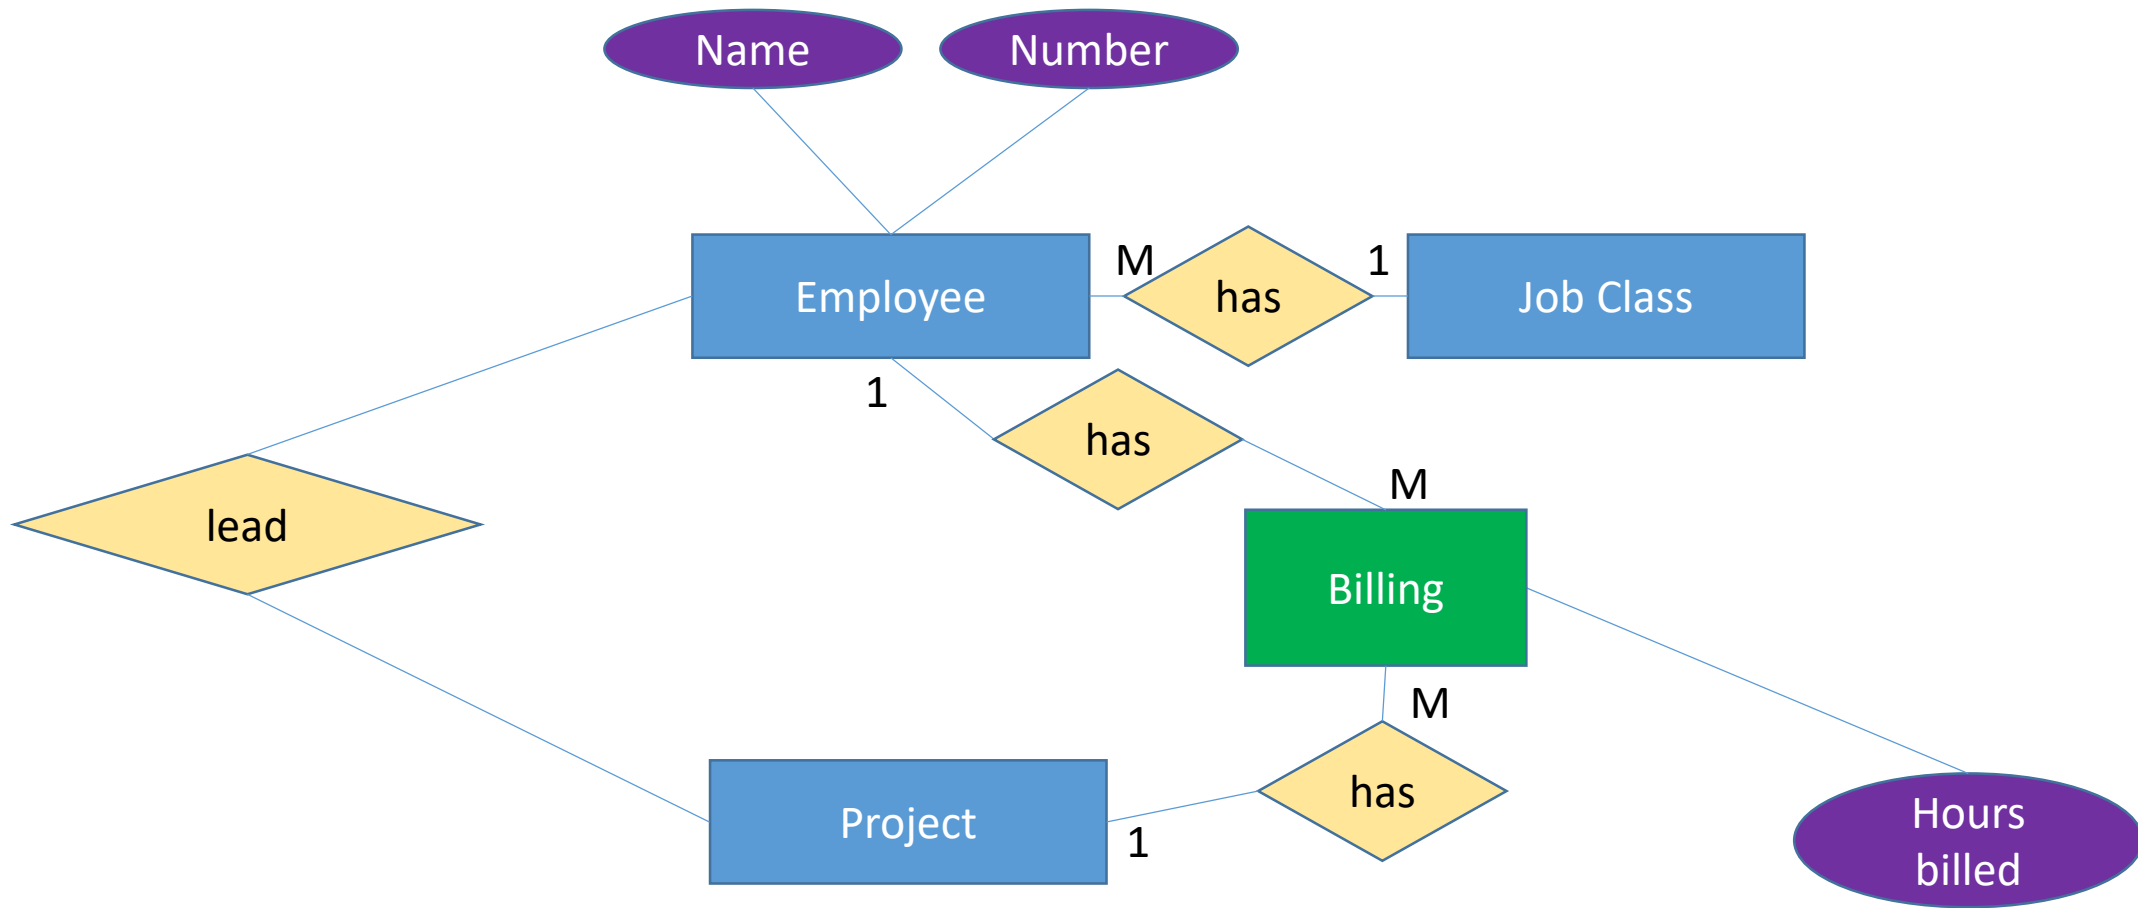 Name
Number
Employee
M
has
1
Job Class
1
has
M
lead
Billing
M
Project
1
has
Hours
billed